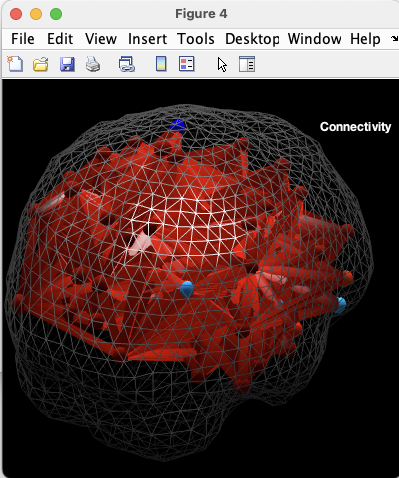 Figure 4
File Edit View Insert Tools Desktop Window Help
Connectivity